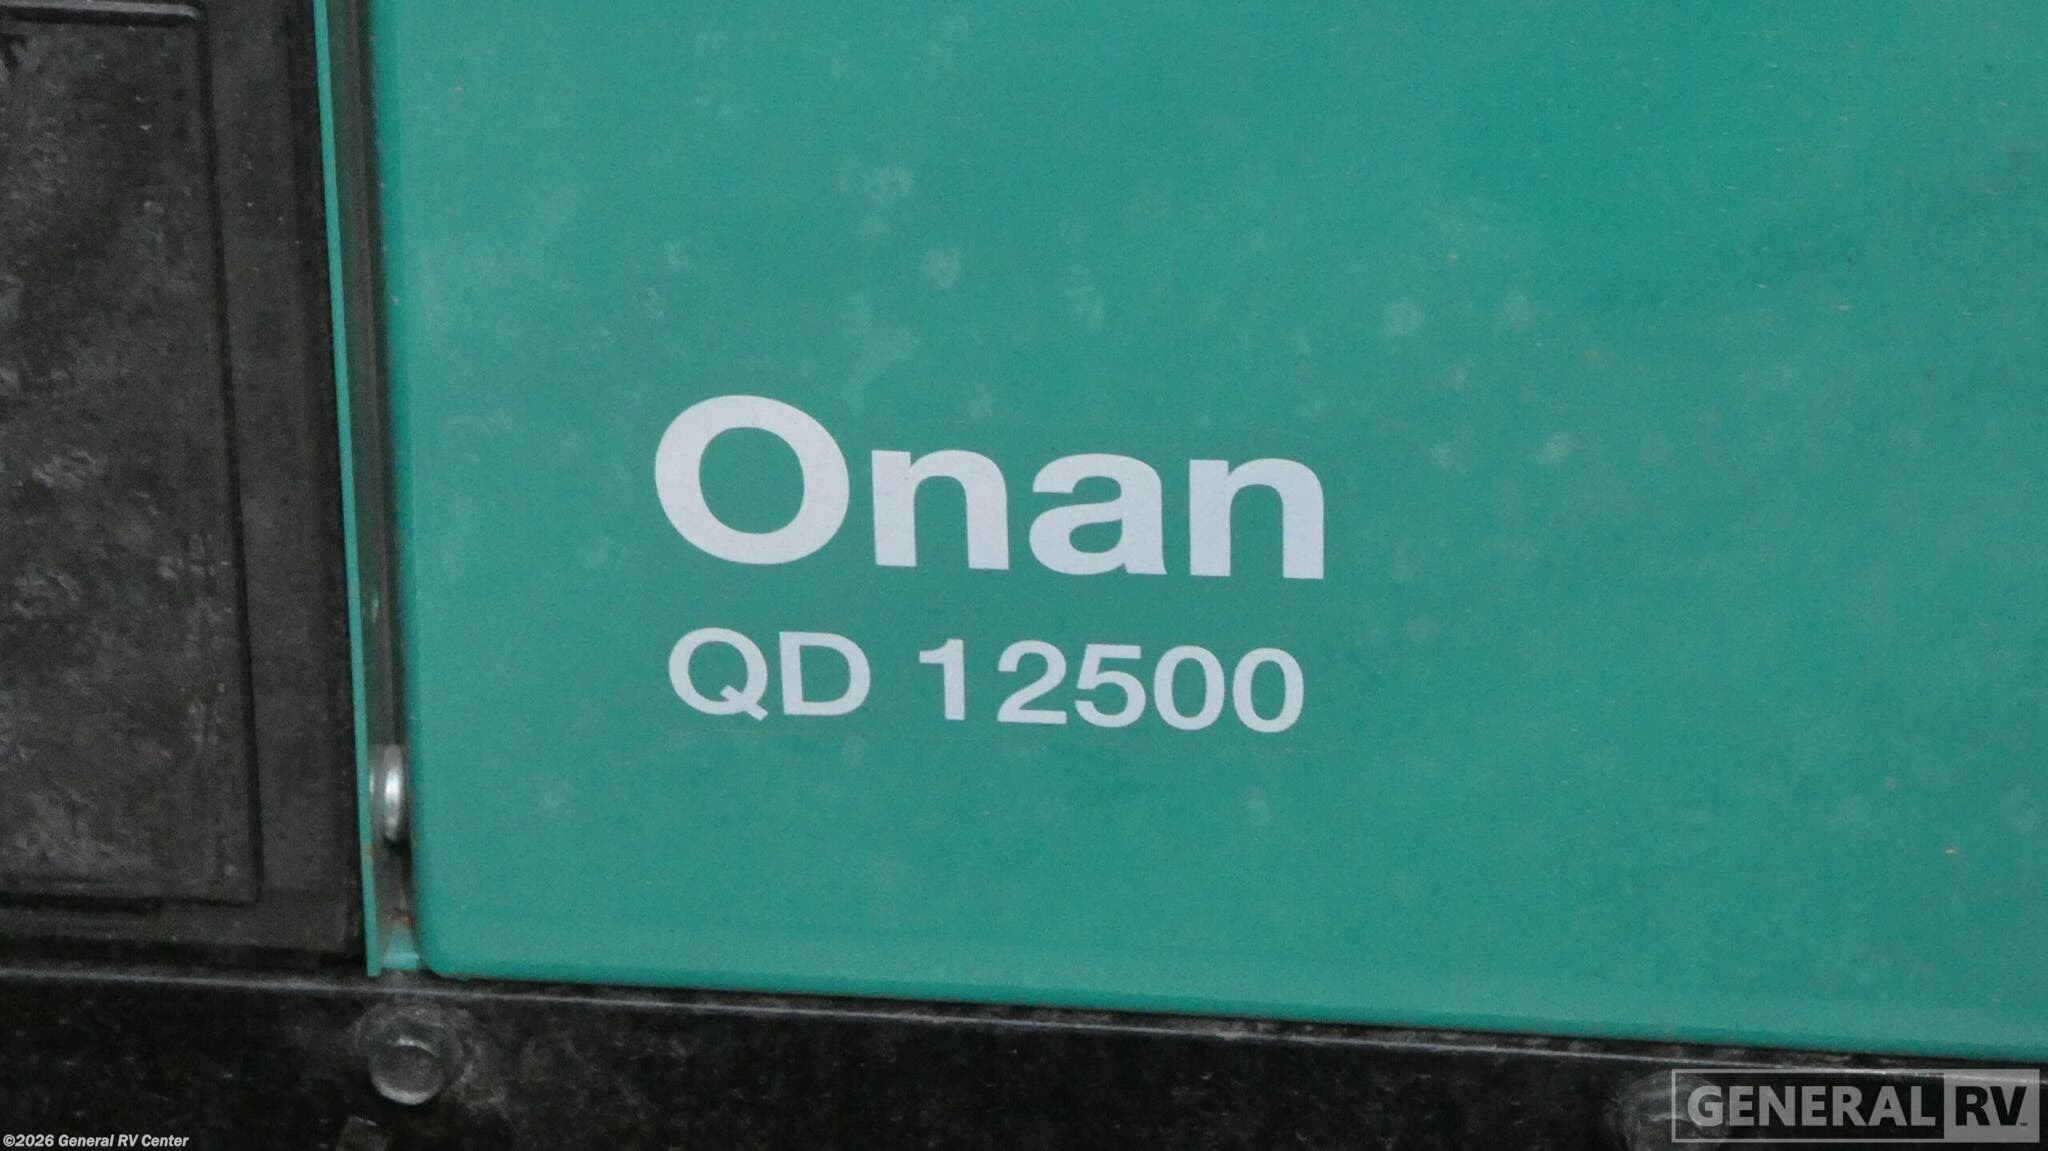 Onan
QD 12500
GENERAL RV
©2026 General RV Center